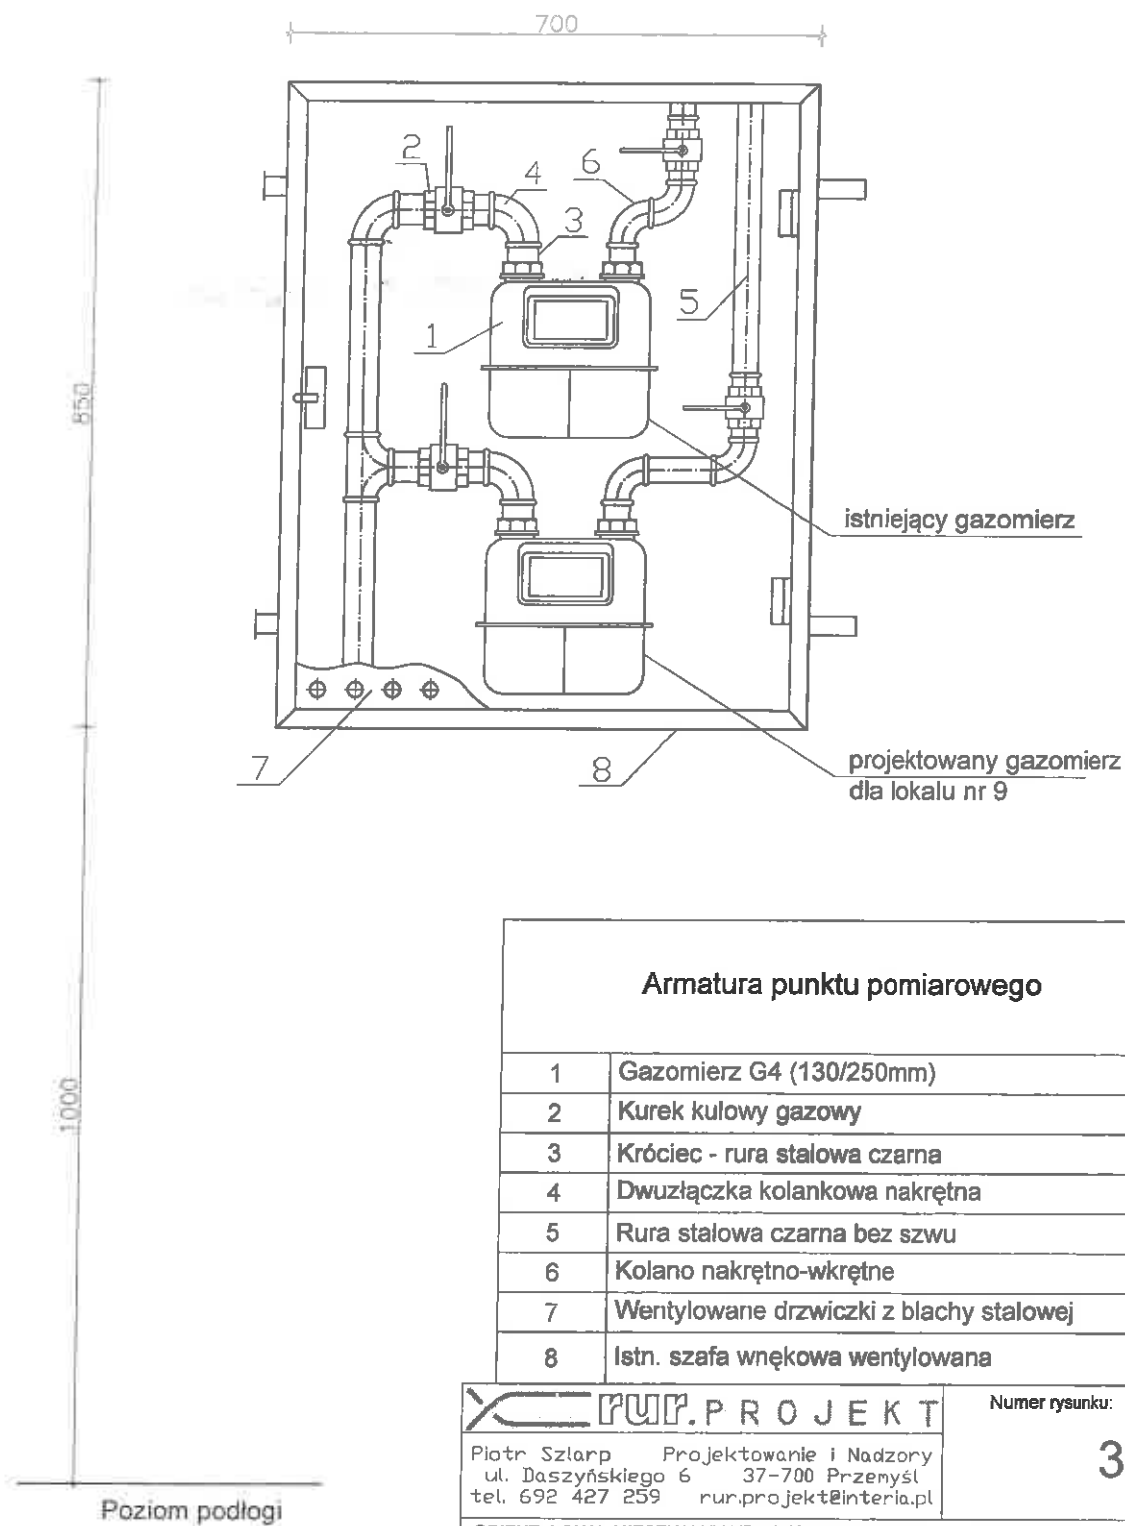 700
2
4
6
3
5
1
850
istniejący gazomierz
7
8
projektowany gazomierz
dla lokalu nr 9
1000
Armatura punktu pomiarowego
1 Gazomierz G4 (130/250mm)
2 Kurek kulowy gazowy
3 Króciec - rura stalowa czarna
4 Dwuzłączka kolankowa nakrętna
5 Rura stalowa czarna bez szwu
6 Kolano nakrętno-wkrętne
7 Wentylowane drzwiczki z blachy stalowej
8 Istn. szafa wnękowa wentylowana
rur.PROJEKT
Numer rysunku:
3
Piotr Szlarp Projektowanie i Nadzory
ul. Daszyńskiego 6 37-700 Przemyśl
tel. 692 427 259 rur.projekt@interia.pl
Poziom podłogi